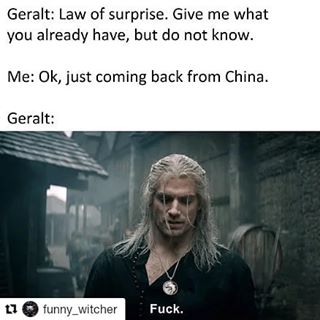 Geralt: Law of surprise. Give me what
you already have, but do not know.
Me: Ok, just coming back from China.
Geralt:
Fuck.
funny_witcher